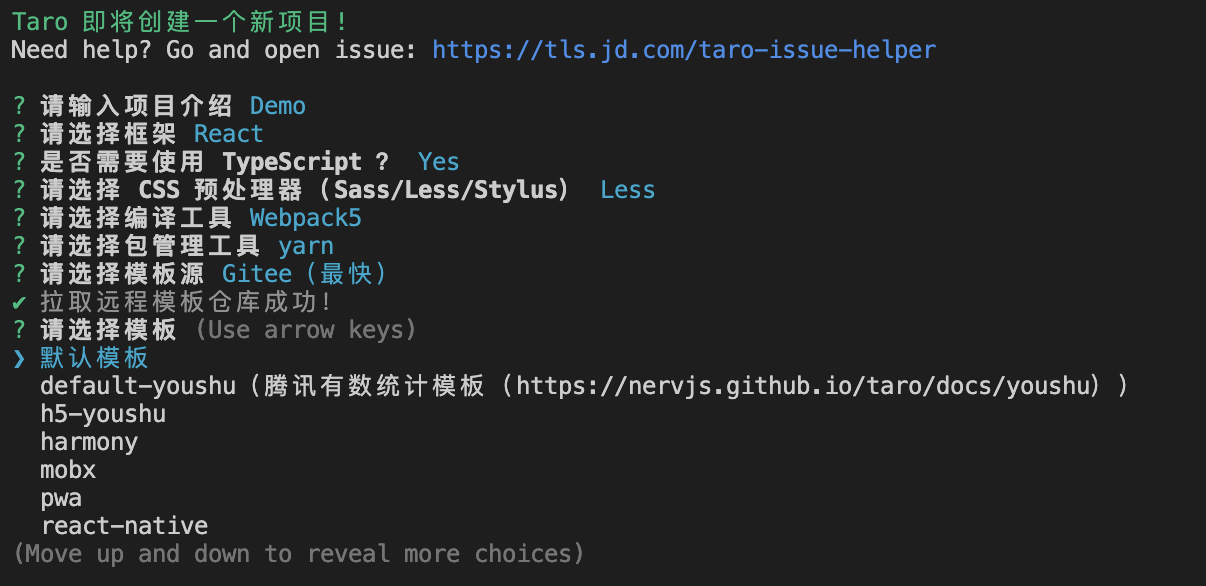 Taro 即将创建一个新项目!
Need help? Go and open issue: https://tls.jd.com/taro-issue-helper
? 请输入项目介绍 Demo
? 请选择框架 React
? 是否需要使用 TypeScript ? Yes
? 请选择 CSS 预处理器（Sass/Less/Stylus） Less
? 请选择编译工具 Webpack5
? 请选择包管理工具 yarn
? 请选择模板源 Gitee（最快）
✔ 拉取远程模板仓库成功!
? 请选择模板 (Use arrow keys)
❯ 默认模板
default-youshu（腾讯有数统计模板（https://nervjs.github.io/taro/docs/youshu））
h5-youshu
harmony
mobx
pwa
react-native
(Move up and down to reveal more choices)